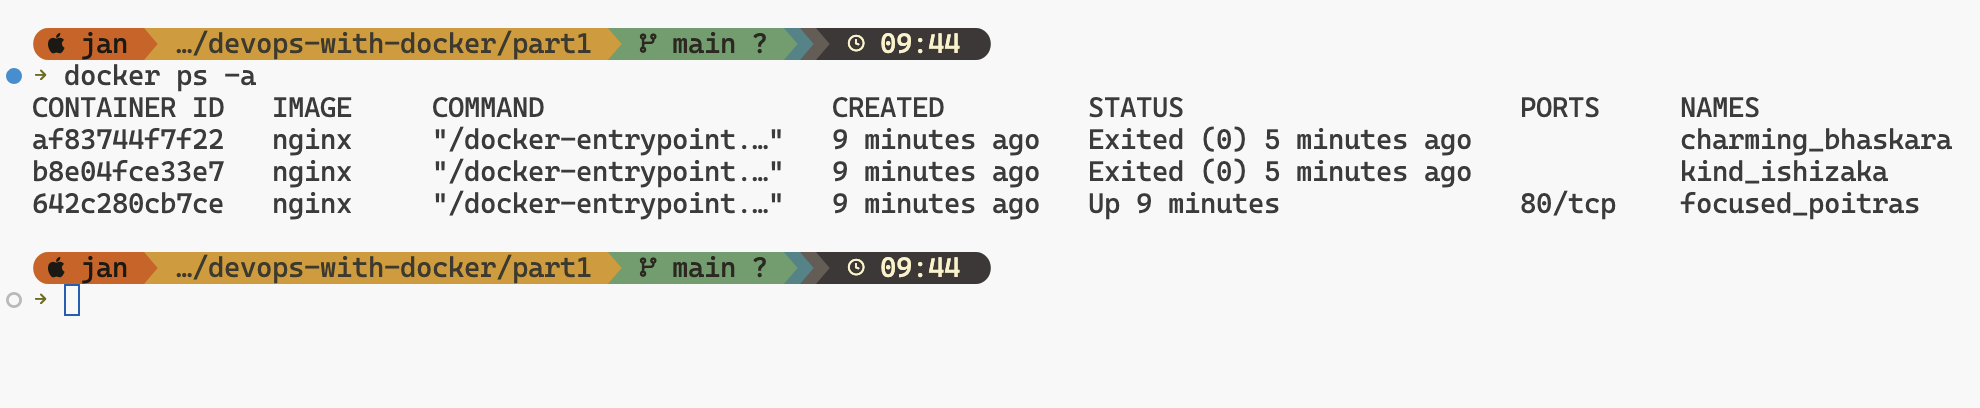 jan …/devops-with-docker/part1 main ? 09:44
➜ docker ps -a
CONTAINER ID IMAGE COMMAND CREATED STATUS PORTS NAMES
af83744f7f22 nginx "/docker-entrypoint.…" 9 minutes ago Exited (0) 5 minutes ago charming_bhaskara
b8e04fce33e7 nginx "/docker-entrypoint.…" 9 minutes ago Exited (0) 5 minutes ago kind_ishizaka
642c280cb7ce nginx "/docker-entrypoint.…" 9 minutes ago Up 9 minutes 80/tcp focused_poitras
jan …/devops-with-docker/part1 main ? 09:44
➜